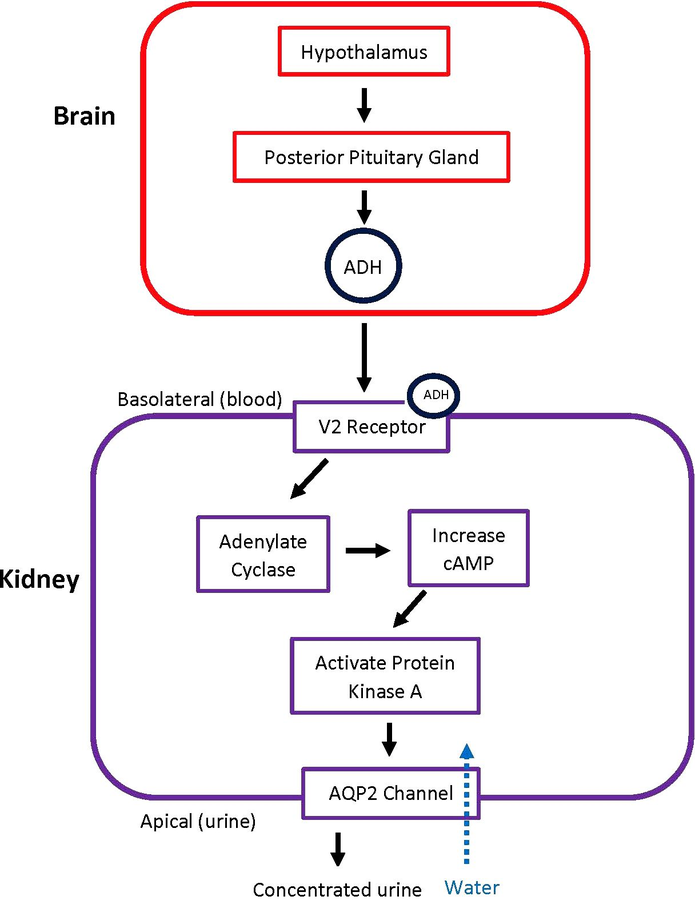 Hypothalamus
Brain
Posterior Pituitary Gland
ADH
Basolateral (blood)
ADH
V2 Receptor
Adenylate
Cyclase
Increase
cAMP
Kidney
Activate Protein
Kinase A
AQP2 Channel
Apical (urine)
Concentrated urine
Water